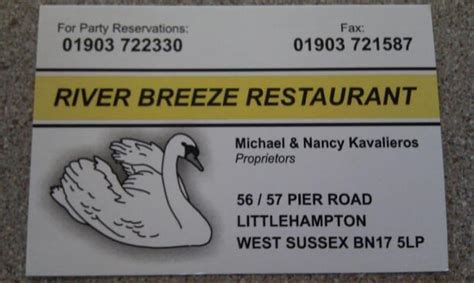 For Party Reservations:
01903 722330
Fax:
01903 721587
RIVER BREEZE RESTAURANT
Michael & Nancy Kavalieros
Proprietors
56 / 57 PIER ROAD
LITTLEHAMPTON
WEST SUSSEX BN17 5LP